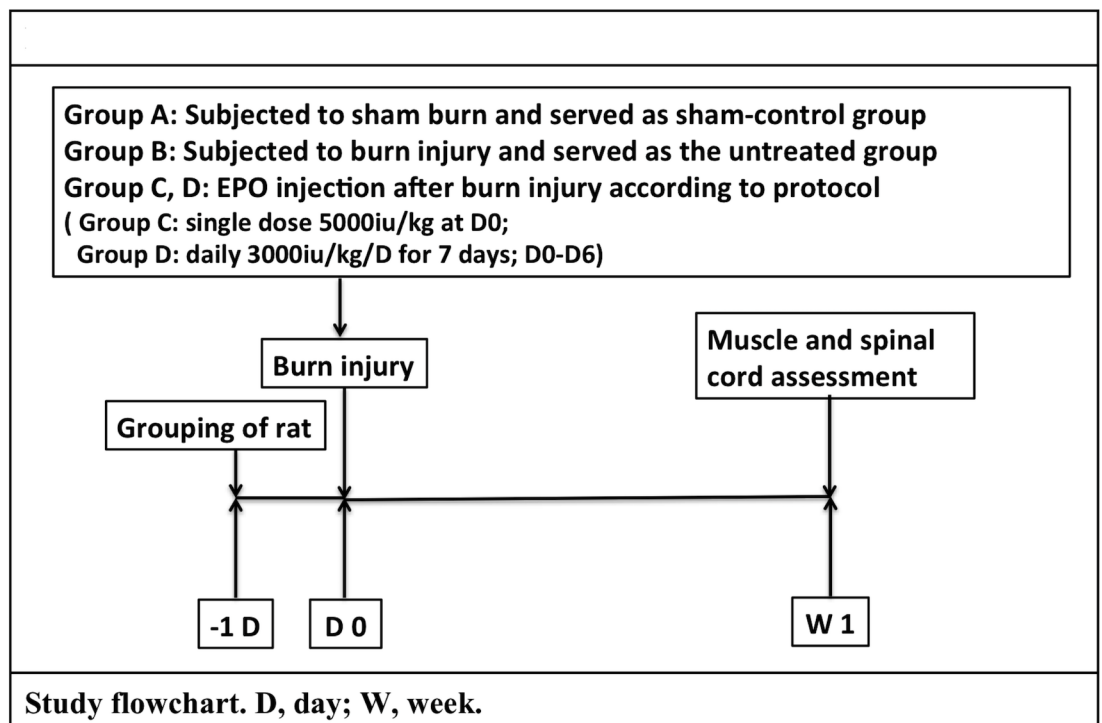 Group A: Subjected to sham burn and served as sham-control group
Group B: Subjected to burn injury and served as the untreated group
Group C, D: EPO injection after burn injury according to protocol
( Group C: single dose 5000iu/kg at D0;
Group D: daily 3000iu/kg/D for 7 days; D0-D6)
Burn injury
Muscle and spinal
cord assessment
Grouping of rat
-1 D
D 0
W 1
Study flowchart. D, day; W, week.